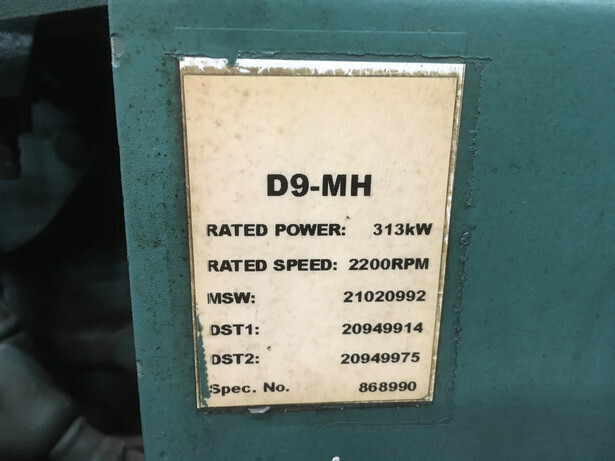 D9-MH
RATED POWER: 313kW
RATED SPEED: 2200RPM
MSW: 21020992
DST1: 20949914
DST2: 20949975
Spec. No. 868990